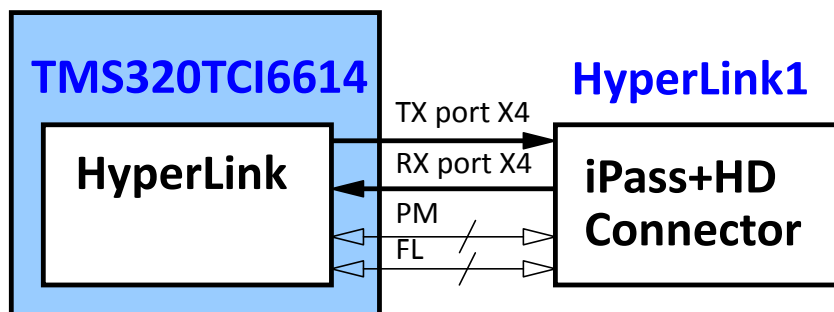 TMS320TCI6614
HyperLink1
HyperLink
TX port X4
RX port X4
PM
FL
iPass+HD
Connector